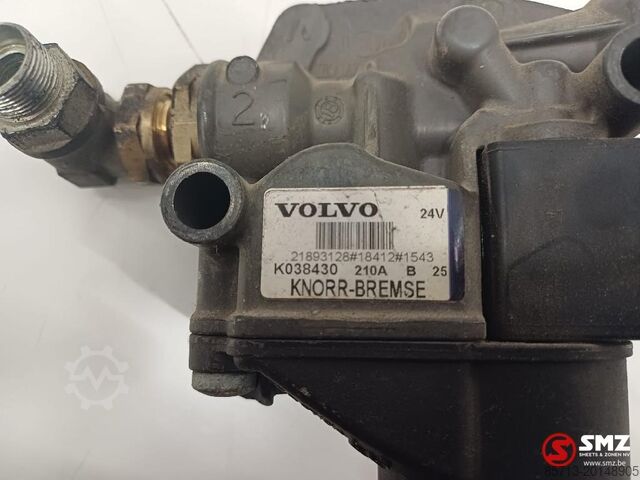 2
VOLVO 24V
21893128#18412#1543
K038430 210A B 25
KNORR-BREMSE
SMZ
SHEETS & ZONEN NV
www.smz.be